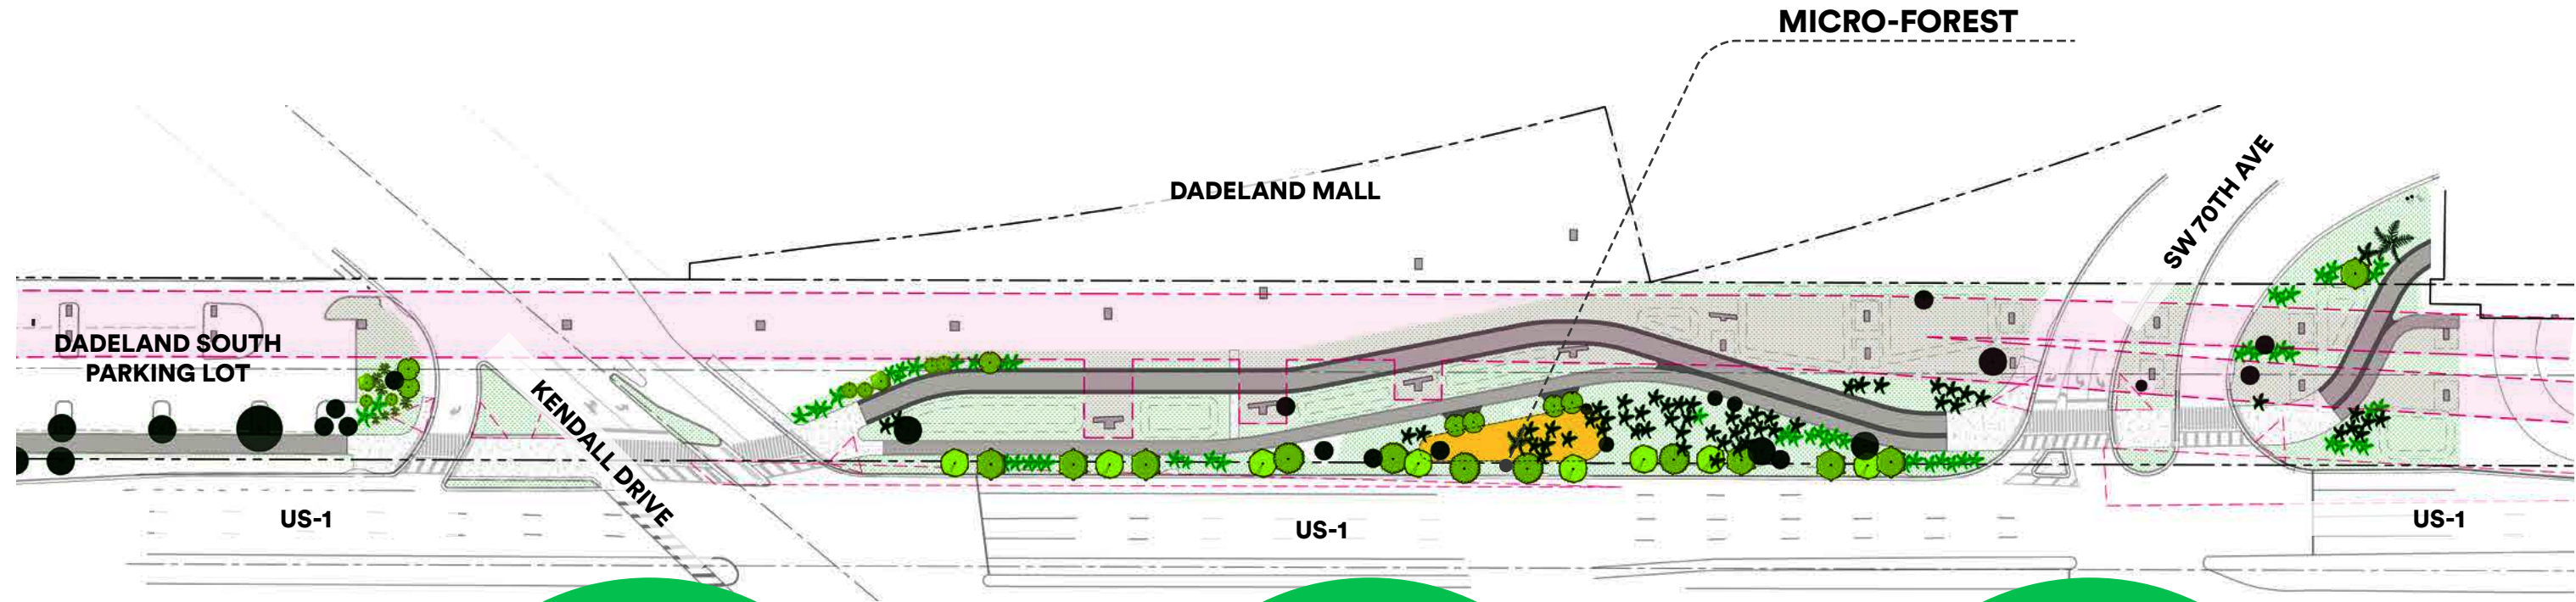 MICRO-FOREST
DADELAND MALL
SW 70TH AVE
DADELAND SOUTH
PARKING LOT
KENDALL DRIVE
US-1
US-1
US-1